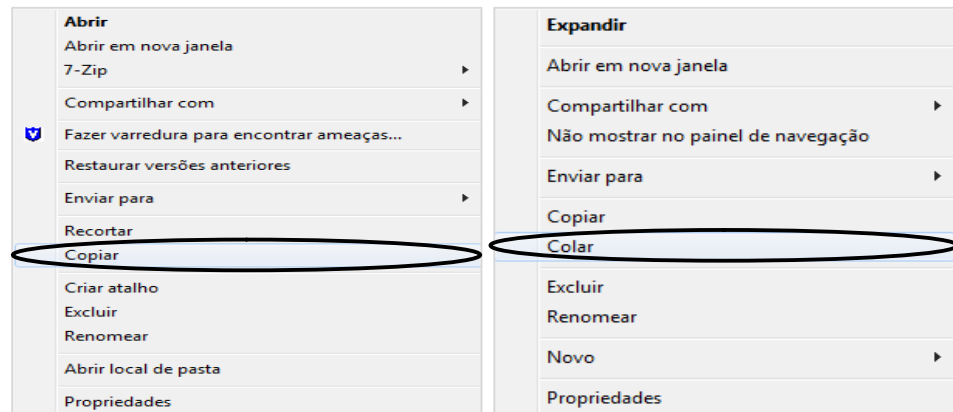 Abrir
Abrir em nova janela
7-Zip
Compartilhar com
Fazer varredura para encontrar ameaças...
Restaurar versões anteriores
Enviar para
Recortar
Copiar
Criar atalho
Excluir
Renomear
Abrir local de pasta
Propriedades
Expandir
Abrir em nova janela
Compartilhar com
Não mostrar no painel de navegação
Enviar para
Copiar
Colar
Excluir
Renomear
Novo
Propriedades